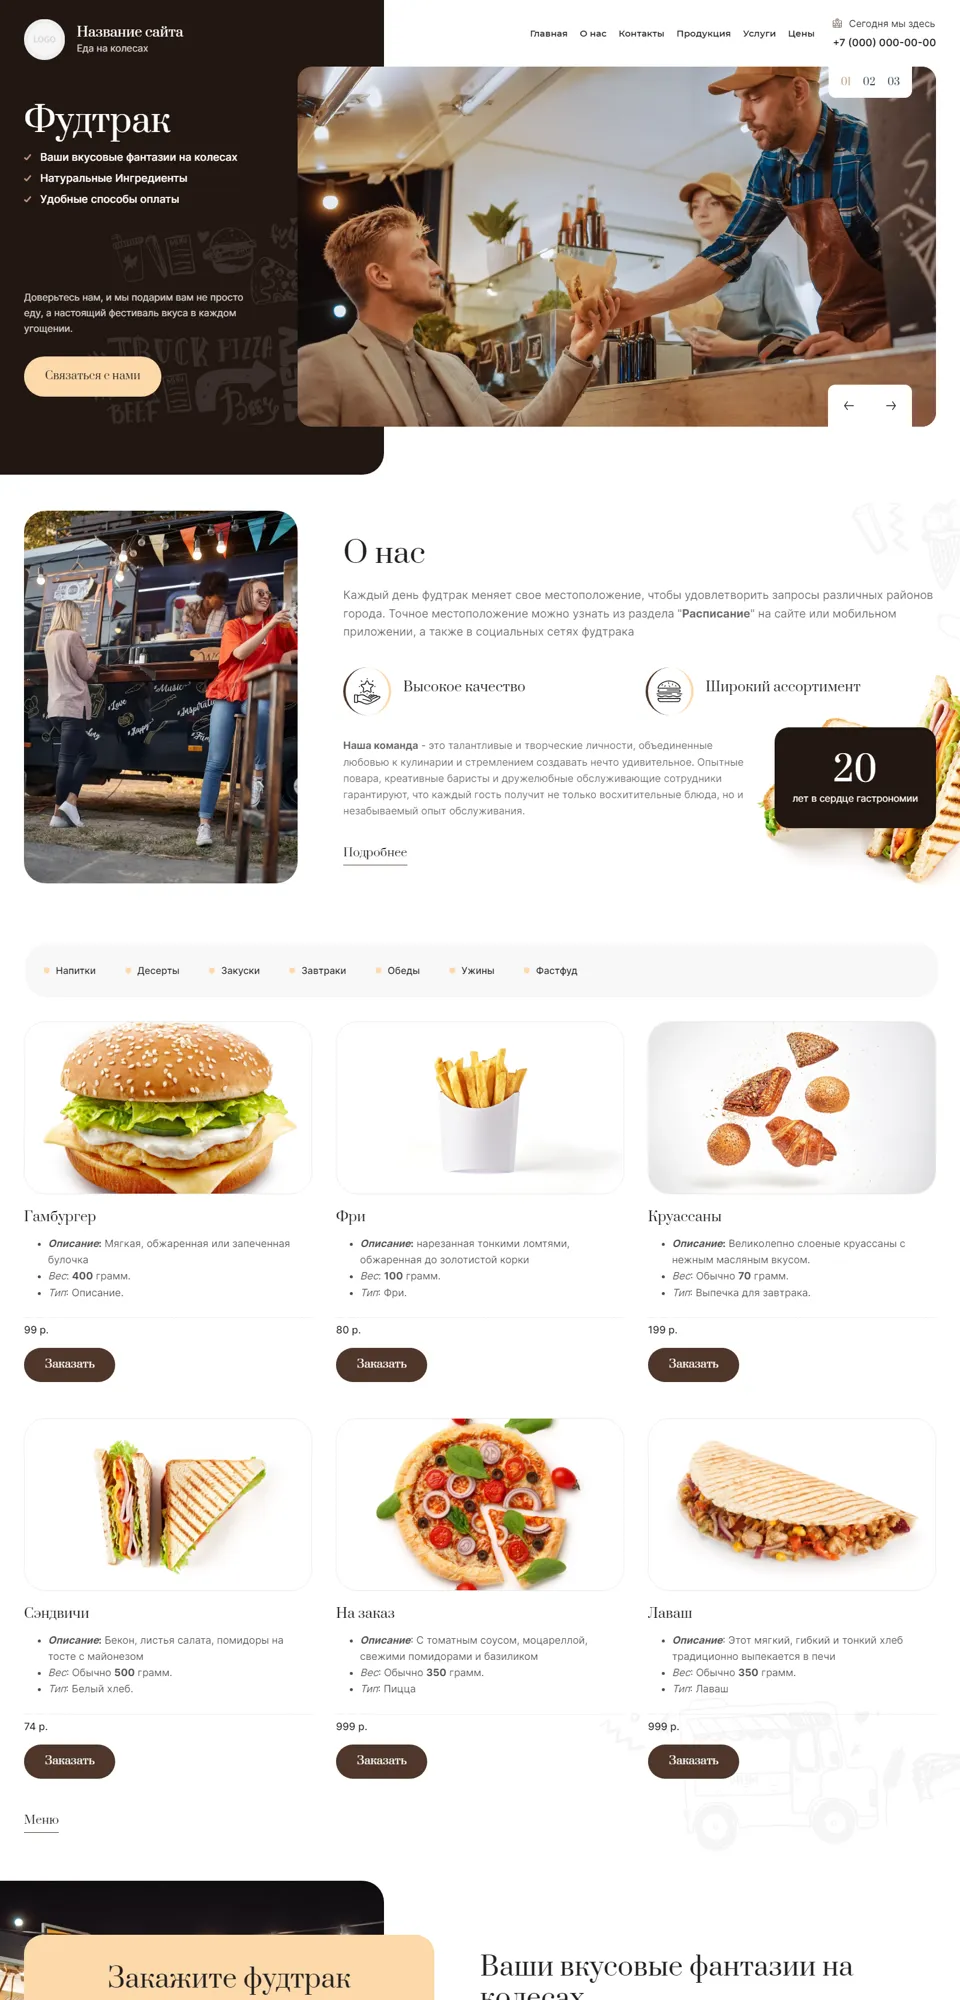 LOGO
Название сайта
Еда на колесах
Главная О нас Контакты Продукция Услуги Цены
Сегодня мы здесь
+7 (000) 000-00-00
01 02 03
Фудтрак
Ваши вкусовые фантазии на колесах
Натуральные Ингредиенты
Удобные способы оплаты
Доверьтесь нам, и мы подарим вам не просто
еду, а настоящий фестиваль вкуса в каждом
угощении.
TRUCK PIZZA
BEEF
Связаться с нами
О нас
Каждый день фудтрак меняет свое местоположение, чтобы удовлетворить запросы различных районов
города. Точное местоположение можно узнать из раздела "Расписание" на сайте или мобильном
приложении, а также в социальных сетях фудтрака
Высокое качество
Широкий ассортимент
Наша команда - это талантливые и творческие личности, объединенные
любовью к кулинарии и стремлением создавать нечто удивительное. Опытные
повара, креативные баристы и дружелюбные обслуживающие сотрудники
гарантируют, что каждый гость получит не только восхитительные блюда, но и
незабываемый опыт обслуживания.
20
лет в сердце гастрономии
Подробнее
Напитки Десерты Закуски Завтраки Обеды Ужины Фастфуд
Гамбургер
Описание: Мягкая, обжаренная или запеченная
булочка
Вес: 400 грамм.
Тип: Описание.
99 р.
Заказать
Фри
Описание: нарезанная тонкими ломтями,
обжаренная до золотистой корки
Вес: 100 грамм.
Тип: Фри.
80 р.
Заказать
Круассаны
Описание: Великолепно слоеные круассаны с
нежным масляным вкусом.
Вес: Обычно 70 грамм.
Тип: Выпечка для завтрака.
199 р.
Заказать
Сэндвичи
Описание: Бекон, листья салата, помидоры на
тосте с майонезом
Вес: Обычно 500 грамм.
Тип: Белый хлеб.
74 р.
Заказать
На заказ
Описание: С томатным соусом, моцареллой,
свежими помидорами и базиликом
Вес: Обычно 350 грамм.
Тип: Пицца
999 р.
Заказать
Лаваш
Описание: Этот мягкий, гибкий и тонкий хлеб
традиционно выпекается в печи
Вес: Обычно 350 грамм.
Тип: Лаваш
999 р.
Заказать
Меню
Закажите фудтрак
Ваши вкусовые фантазии на
колесах